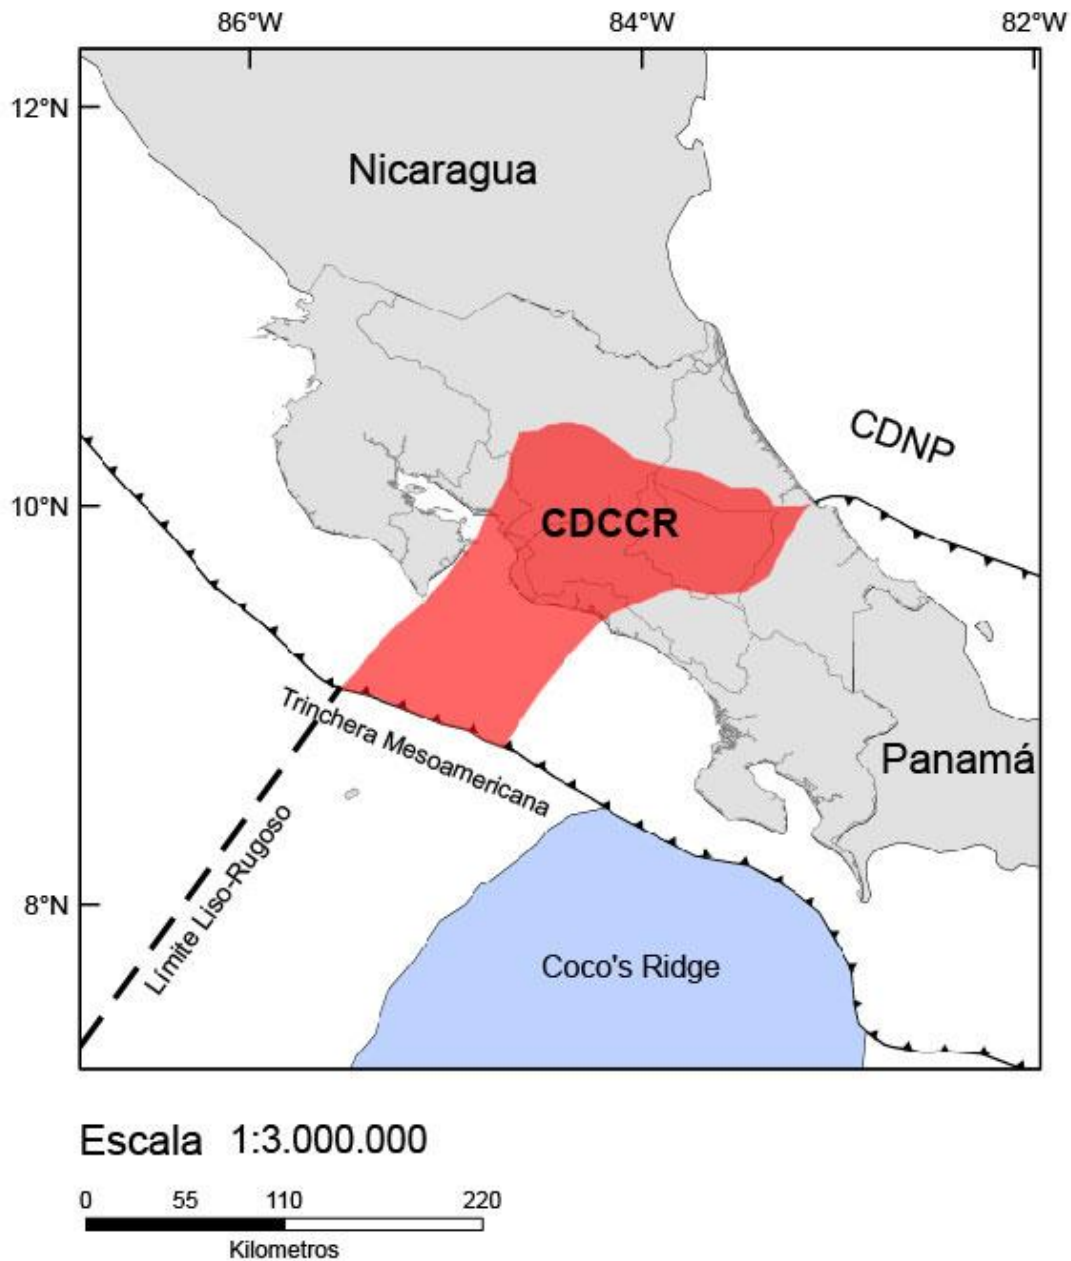 86°W
84°W
82°W
12°N
Nicaragua
CDNP
10°N
CDCCR
Trinchera Mesoamericana
Panamá
Límite Liso-Rugoso
8°N
Coco's Ridge
Escala 1:3.000.000
0 55 110 220
Kilometros